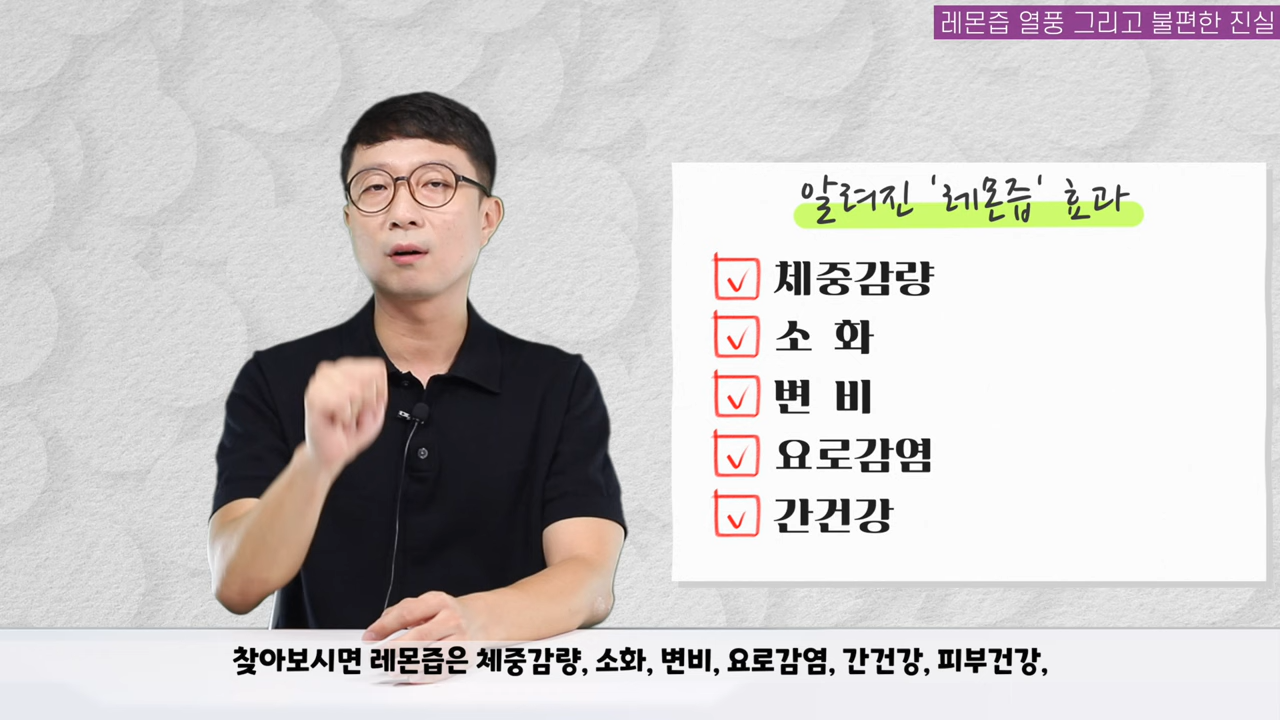 레몬즙 열풍 그리고 불편한 진실
알려진 '레몬즙' 효과
체중감량
소 화
변 비
요로감염
간건강
찾아보시면 레몬즙은 체중감량, 소화, 변비, 요로감염, 간건강, 피부건강,